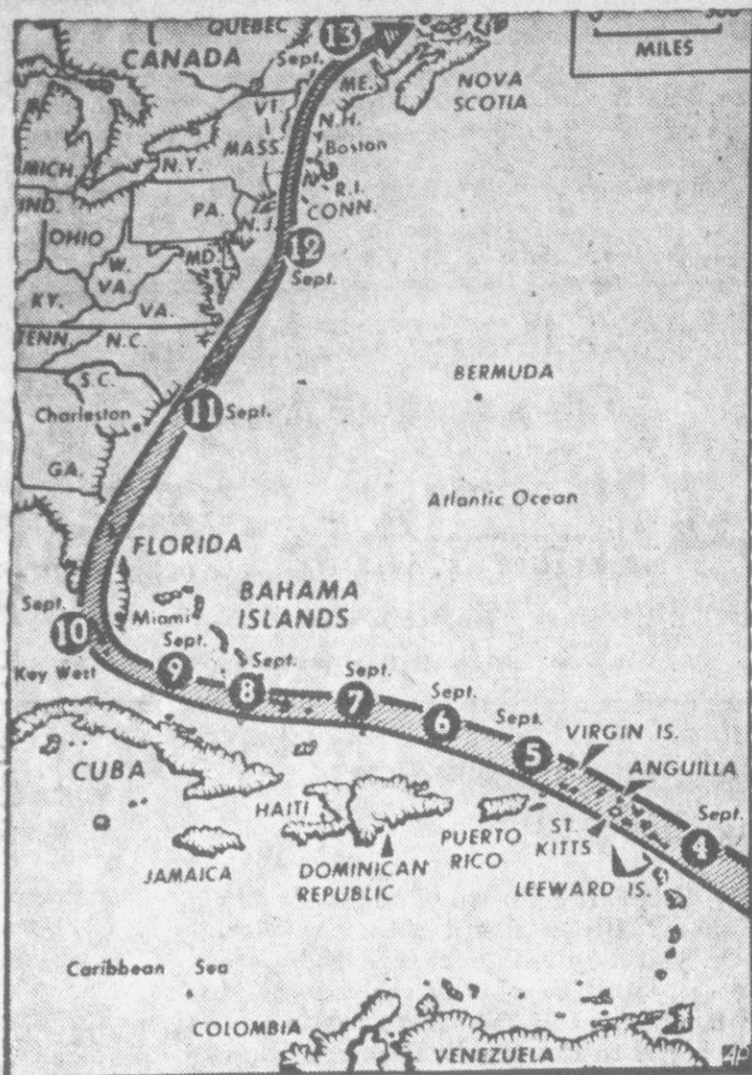 QUEBEC
13
CANADA
Sept.
MILES
ME.
NOVA
SCOTIA
VT.
N.H.
MASS.
Boston
MICH.
N.Y.
R.I.
CONN.
IND.
PA.
N.J.
OHIO
12
MD.
W.
VA.
Sept.
KY.
VA.
TENN.
N.C.
BERMUDA
S.C.
Charleston
11 Sept.
GA.
Atlantic Ocean
FLORIDA
BAHAMA
ISLANDS
Sept.
10
Miami
Sept.
9
Key West
Sept.
8
Sept.
7
Sept.
6
Sept.
5
VIRGIN IS.
ANGUILLA
CUBA
Sept.
4
HAITI
PUERTO
RICO
ST.
KITTS
JAMAICA
DOMINICAN
REPUBLIC
LEEWARD IS.
Caribbean Sea
COLOMBIA
VENEZUELA
AP